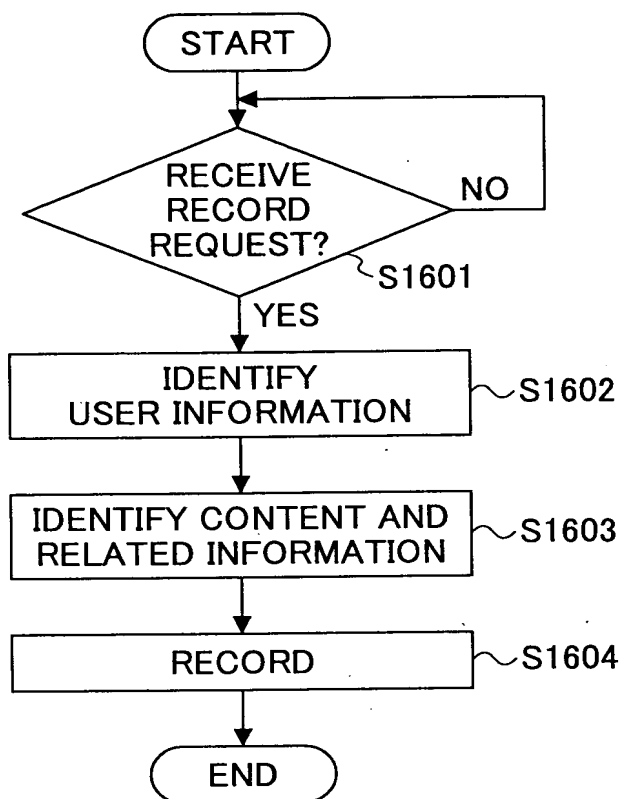 START
RECEIVE
RECORD
REQUEST?
NO
S1601
YES
IDENTIFY
USER INFORMATION
S1602
IDENTIFY CONTENT AND
RELATED INFORMATION
S1603
RECORD
S1604
END